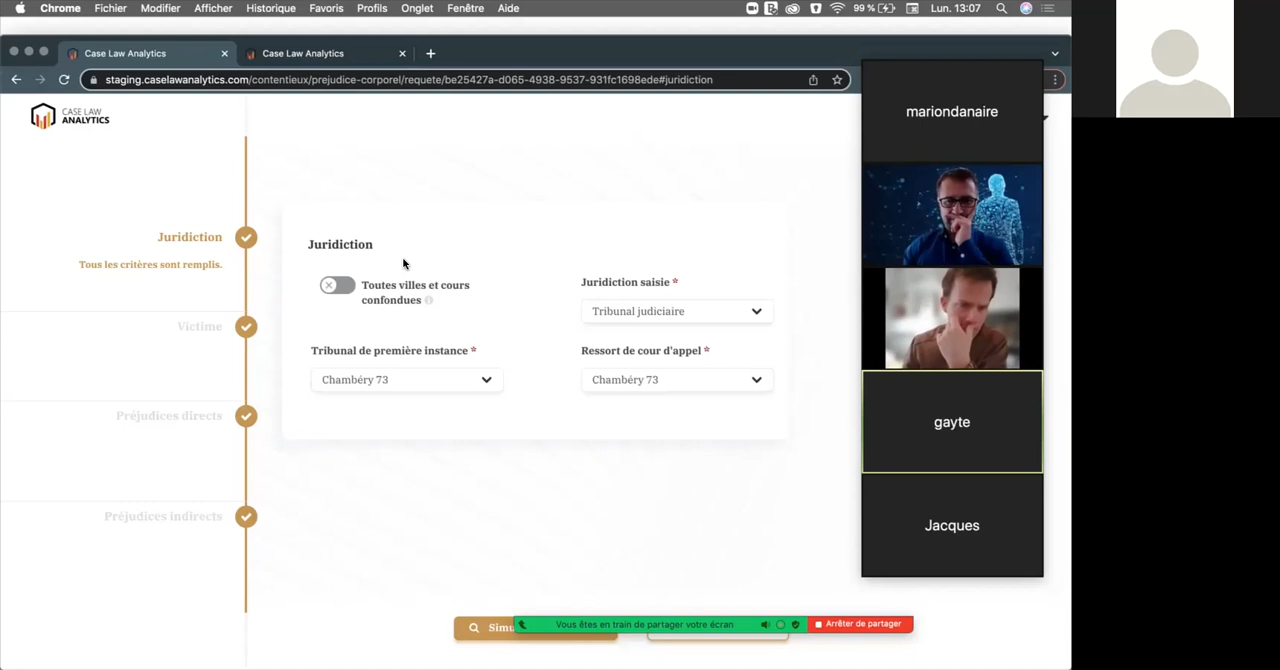 Chrome Fichier Modifier Afficher Historique Favoris Profils Onglet Fenêtre Aide 99 % Lun. 13:07
Case Law Analytics Case Law Analytics
staging.caselawanalytics.com/contentieux/prejudice-corporel/requete/be25427a-d065-4938-9537-931fc1698ede#juridiction
CASE LAW
ANALYTICS
Juridiction
Tous les critères sont remplis.
Victime
Préjudices directs
Préjudices indirects
Juridiction
Toutes villes et cours
confondues
Juridiction saisie *
Tribunal judiciaire
Tribunal de première instance *
Chambéry 73
Ressort de cour d'appel *
Chambéry 73
Simu
Vous êtes en train de partager votre écran
Arrêter de partager
mariondanaire
gayte
Jacques